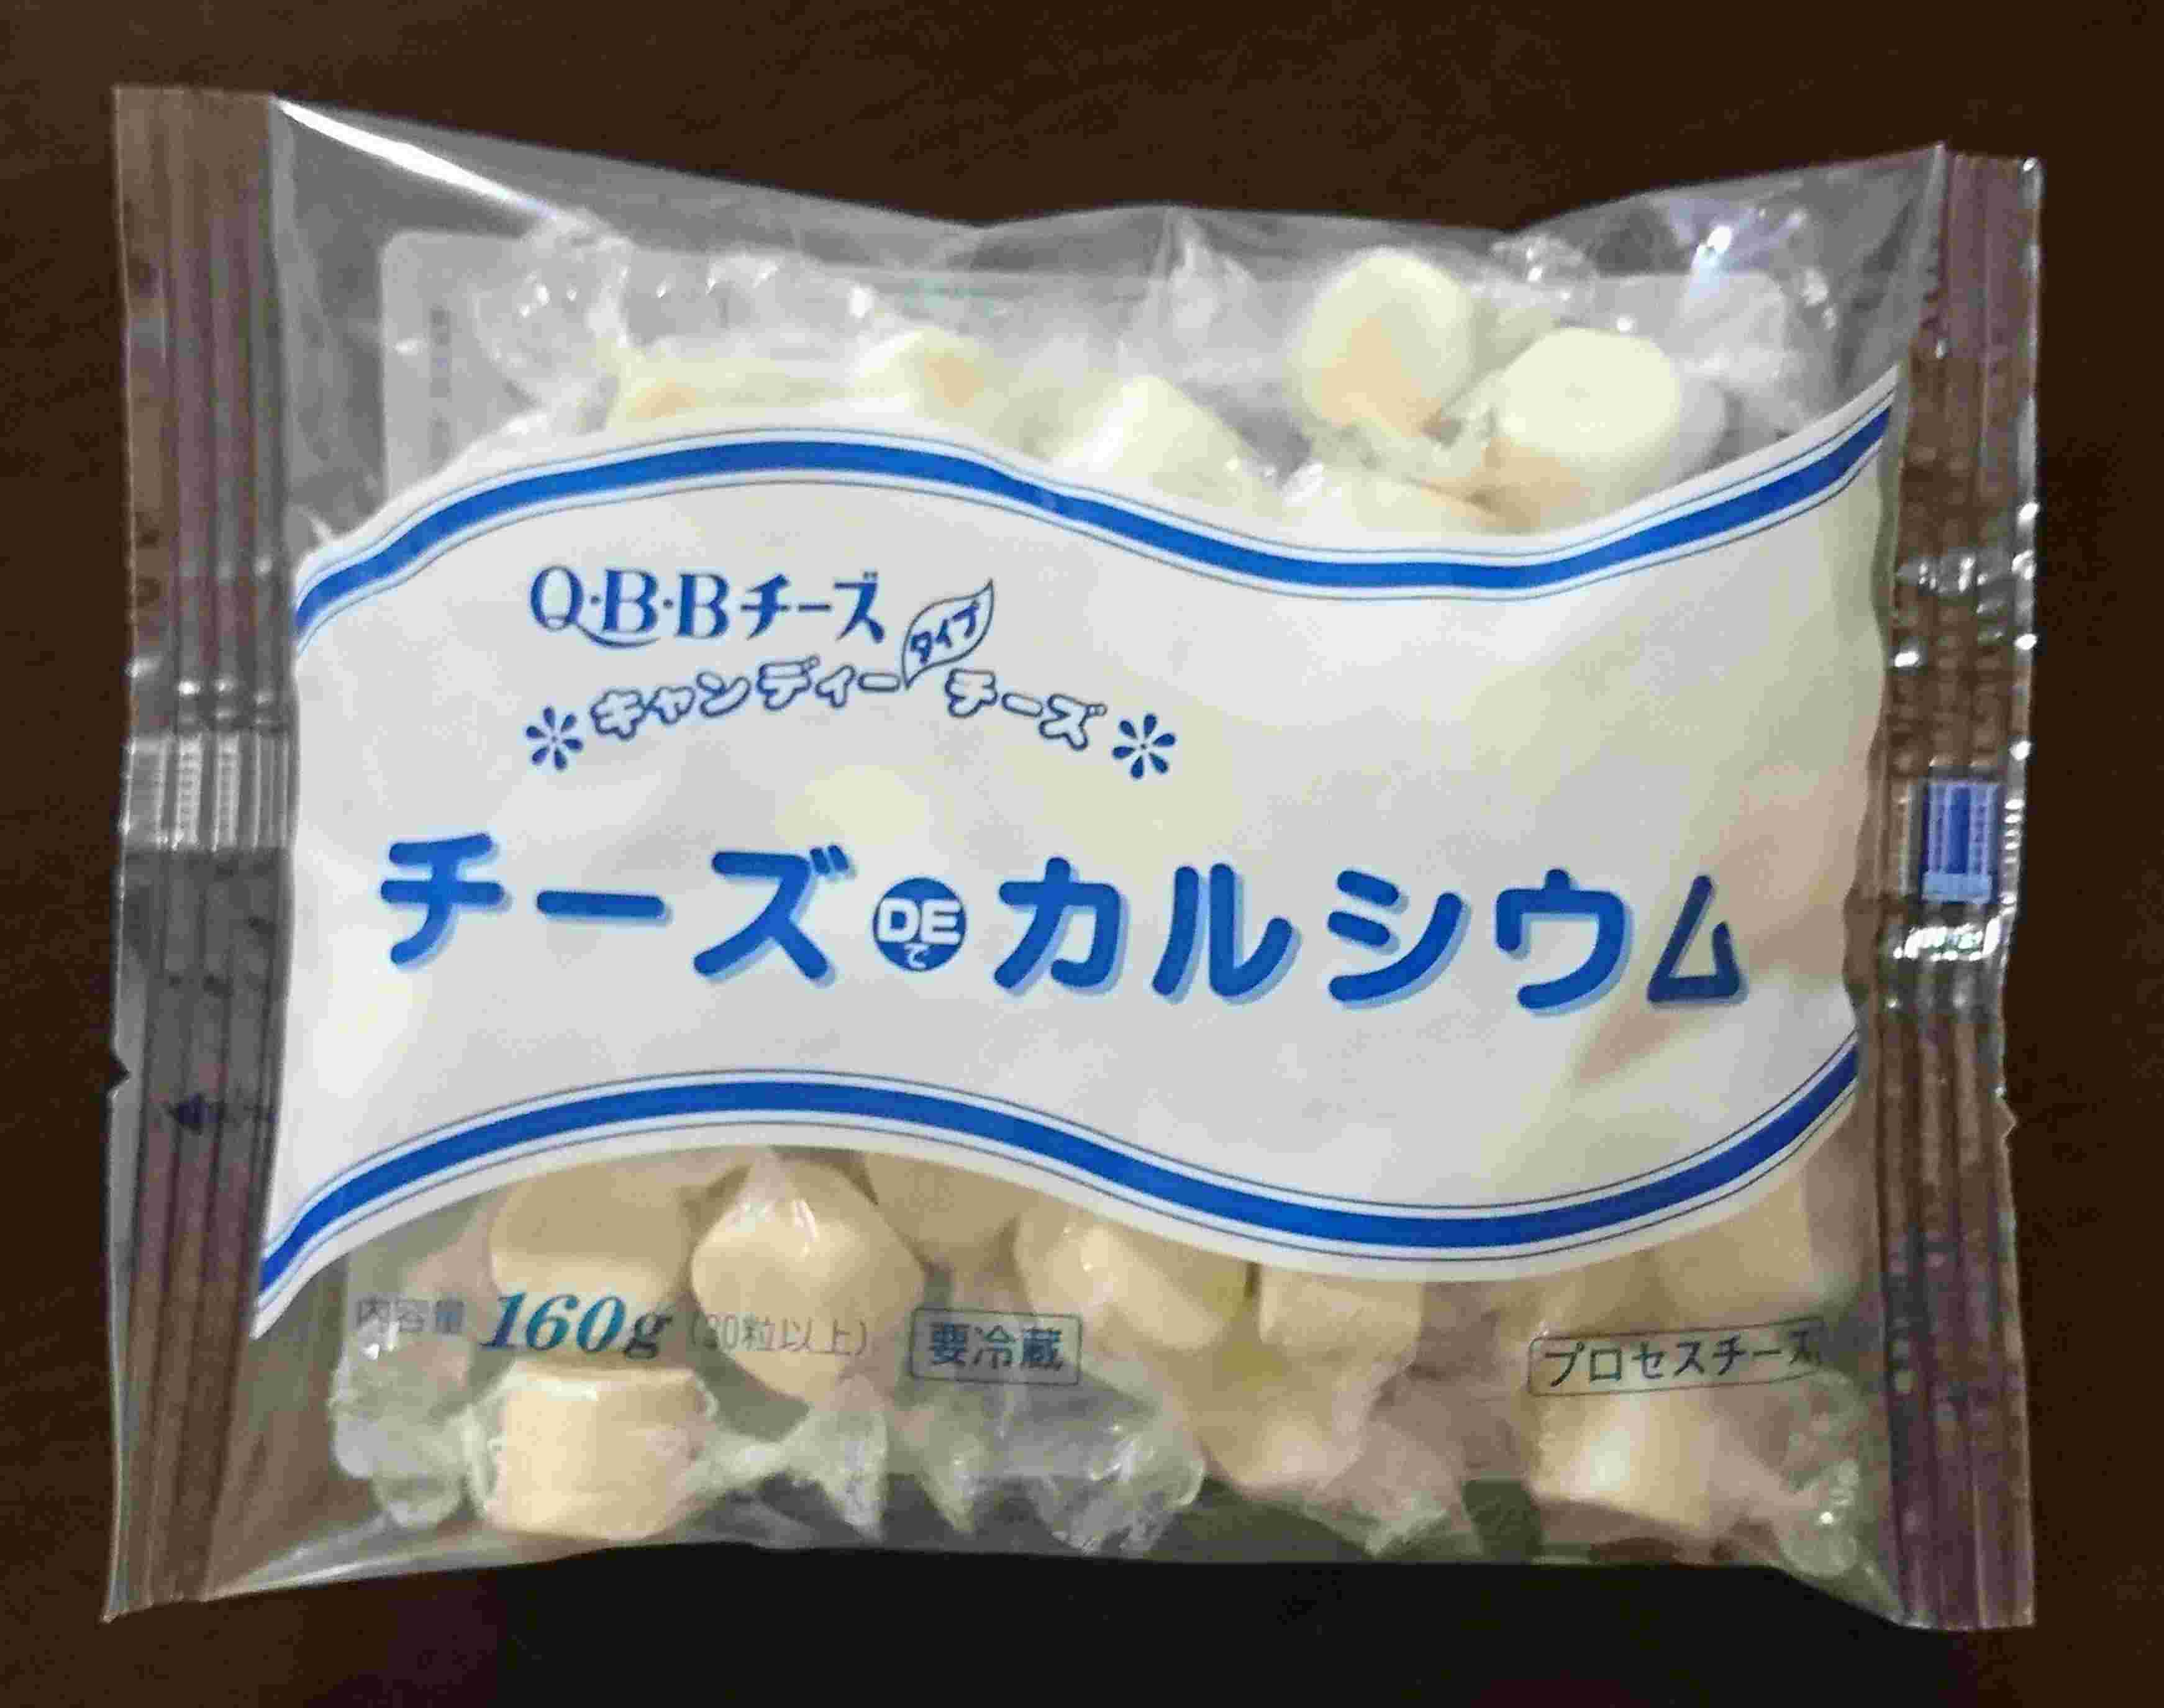 Q·B·Bチーズ
キャンディータイプチーズ
チーズDEでカルシウム
内容量 160g (30粒以上) 要冷蔵 プロセスチーズ